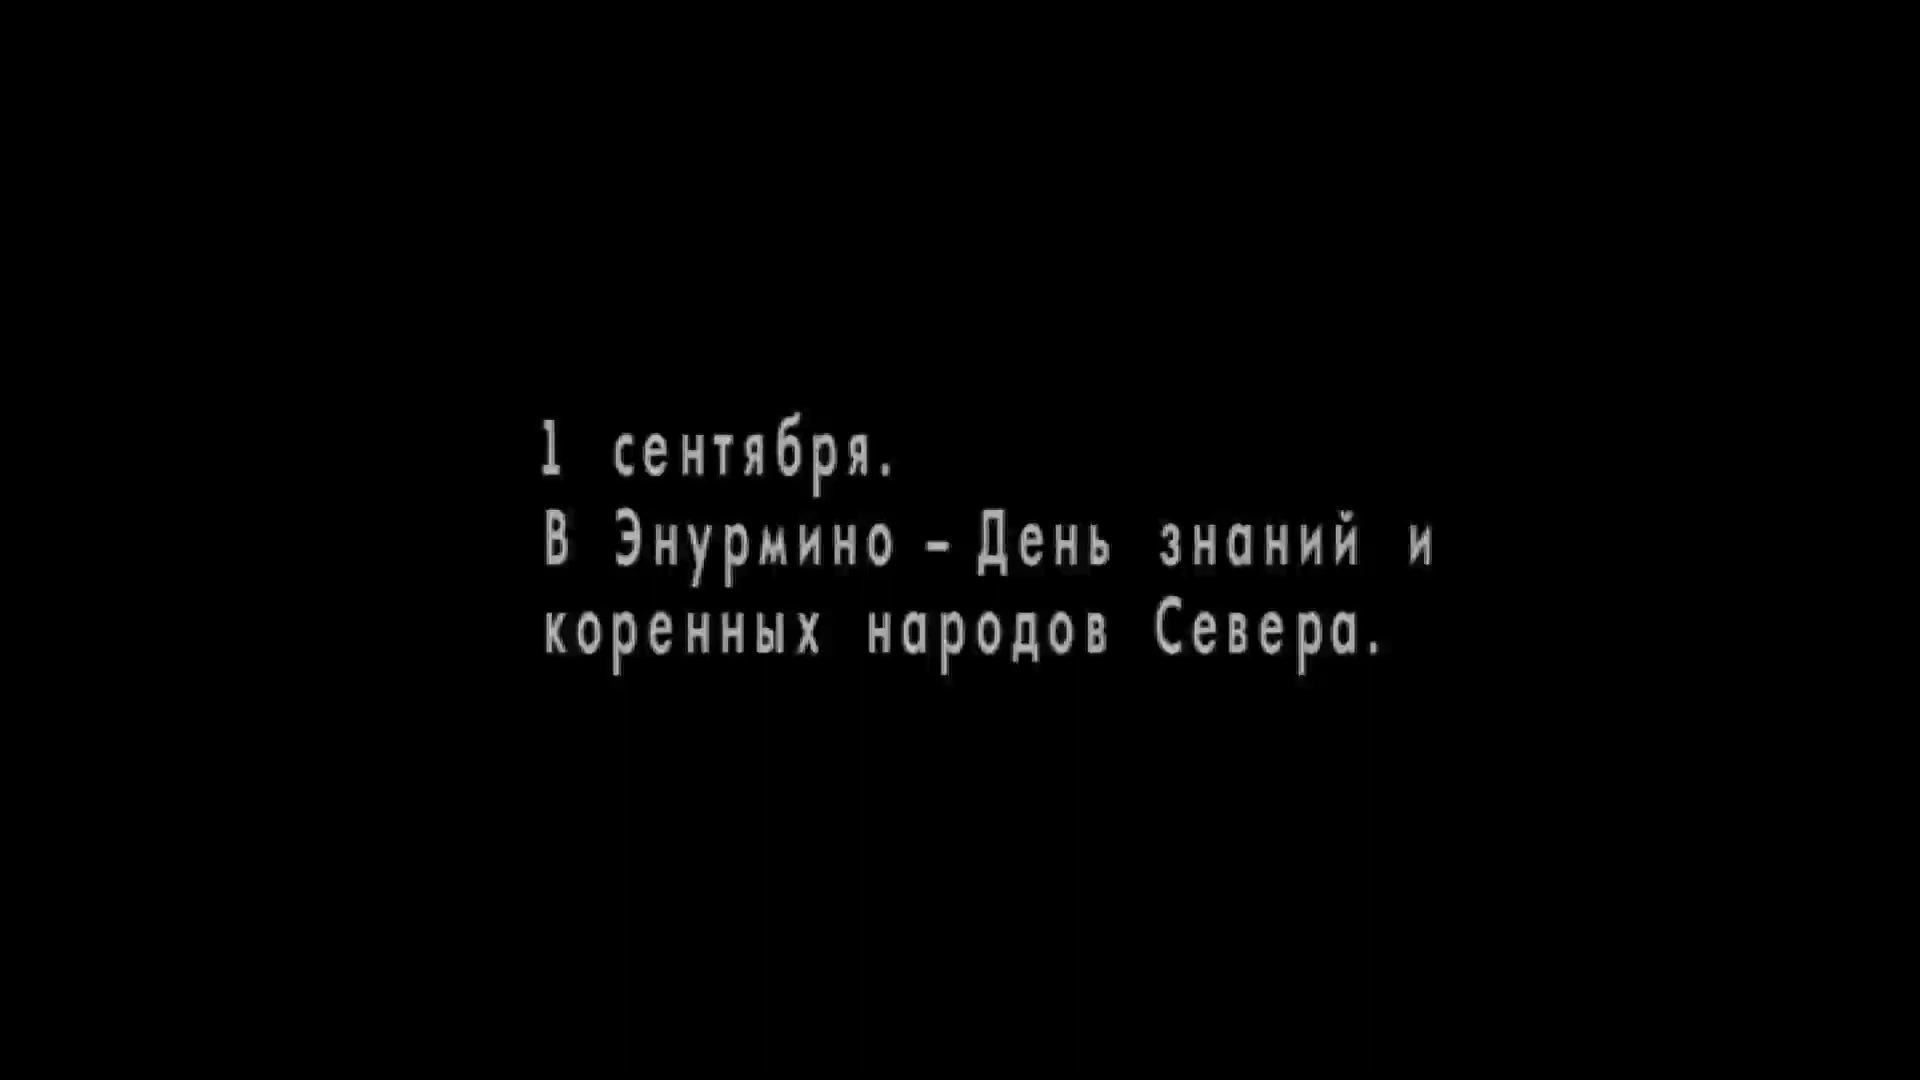 1 сентября.
В Энурмино – День знаний и
коренных народов Севера.